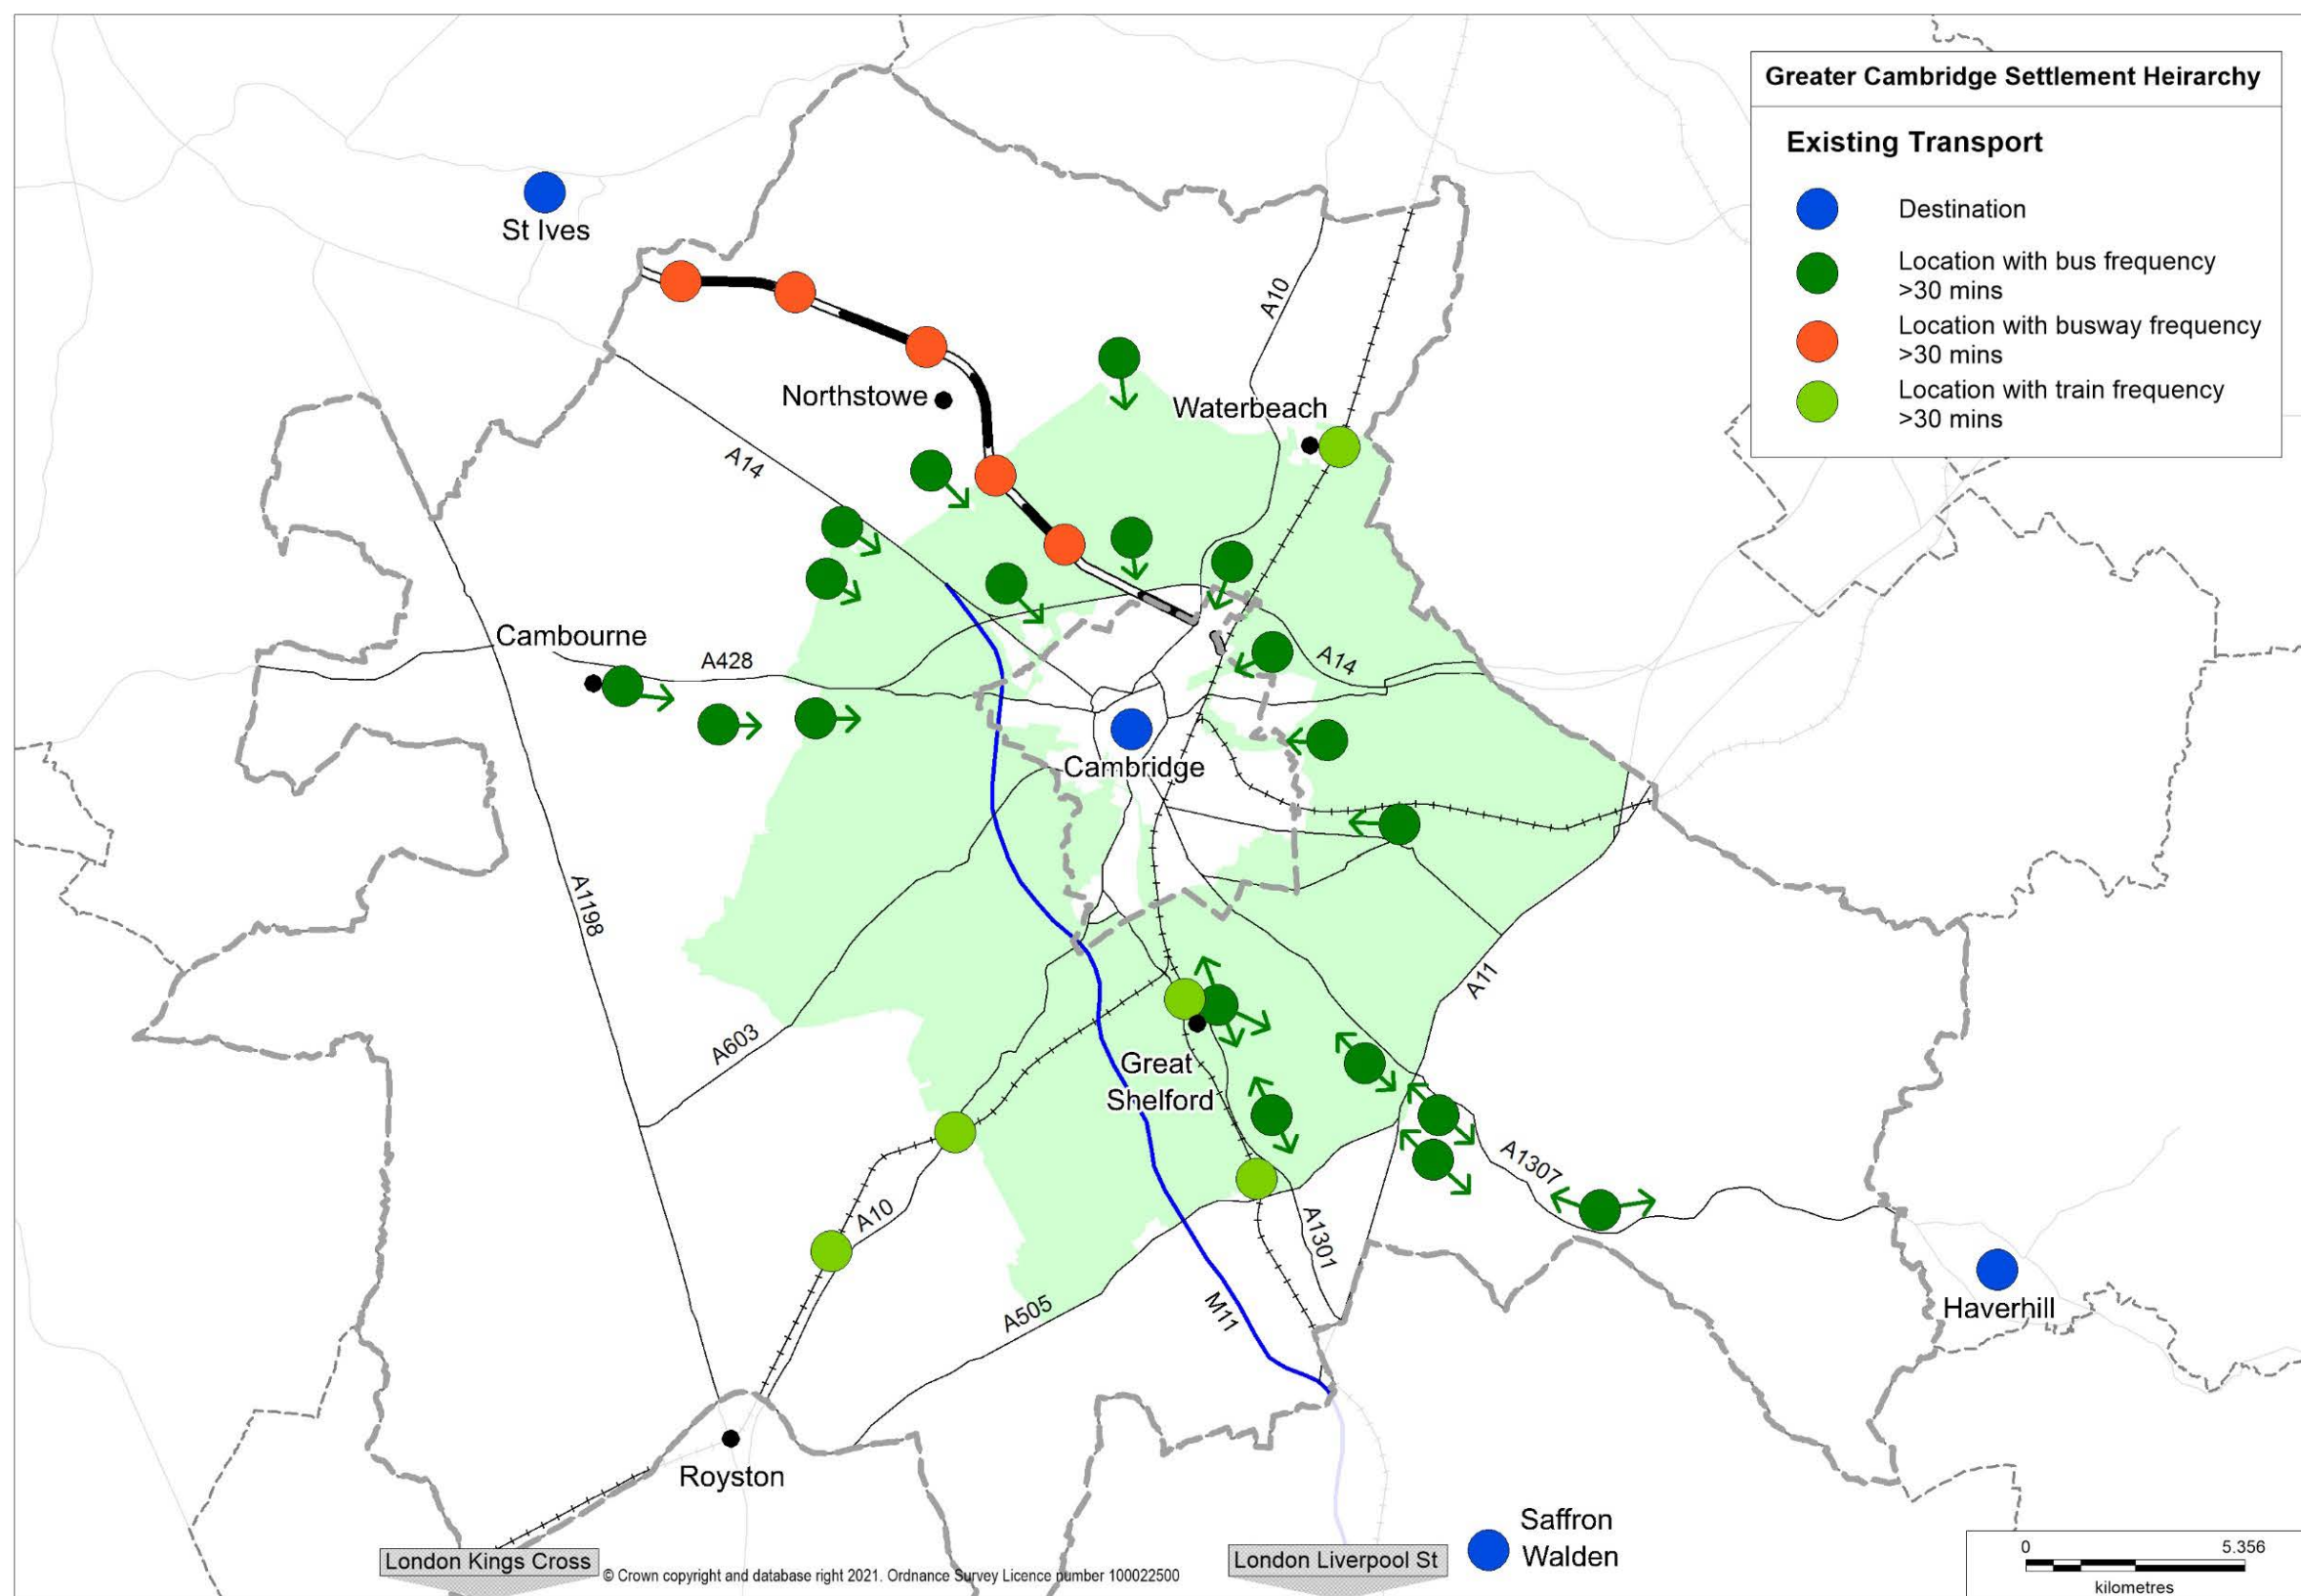 Greater Cambridge Settlement Heirarchy
Existing Transport
Destination
Location with bus frequency
>30 mins
Location with busway frequency
>30 mins
Location with train frequency
>30 mins
St Ives
A10
Northstowe
Waterbeach
A14
Cambourne
A428
A14
Cambridge
A1198
A11
A603
Great
Shelford
A1307
A10
A1301
A505
M11
Haverhill
Royston
Saffron
Walden
London Kings Cross
London Liverpool St
© Crown copyright and database right 2021. Ordnance Survey Licence number 100022500
0 5.356
kilometres